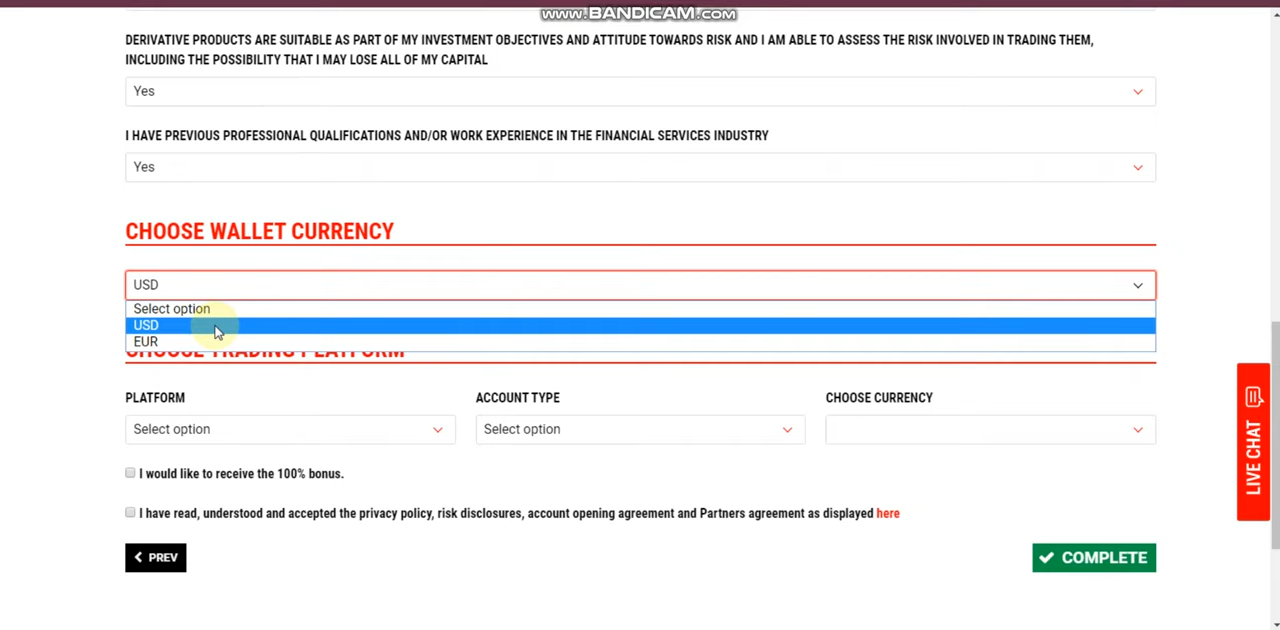 www.BANDICAM.com
DERIVATIVE PRODUCTS ARE SUITABLE AS PART OF MY INVESTMENT OBJECTIVES AND ATTITUDE TOWARDS RISK AND I AM ABLE TO ASSESS THE RISK INVOLVED IN TRADING THEM,
INCLUDING THE POSSIBILITY THAT I MAY LOSE ALL OF MY CAPITAL
Yes
I HAVE PREVIOUS PROFESSIONAL QUALIFICATIONS AND/OR WORK EXPERIENCE IN THE FINANCIAL SERVICES INDUSTRY
Yes
CHOOSE WALLET CURRENCY
USD
Select option
USD
EUR
CHOOSE TRADING PLATFORM
PLATFORM ACCOUNT TYPE CHOOSE CURRENCY
Select option Select option
I would like to receive the 100% bonus.
I have read, understood and accepted the privacy policy, risk disclosures, account opening agreement and Partners agreement as displayed here
PREV COMPLETE
LIVE CHAT